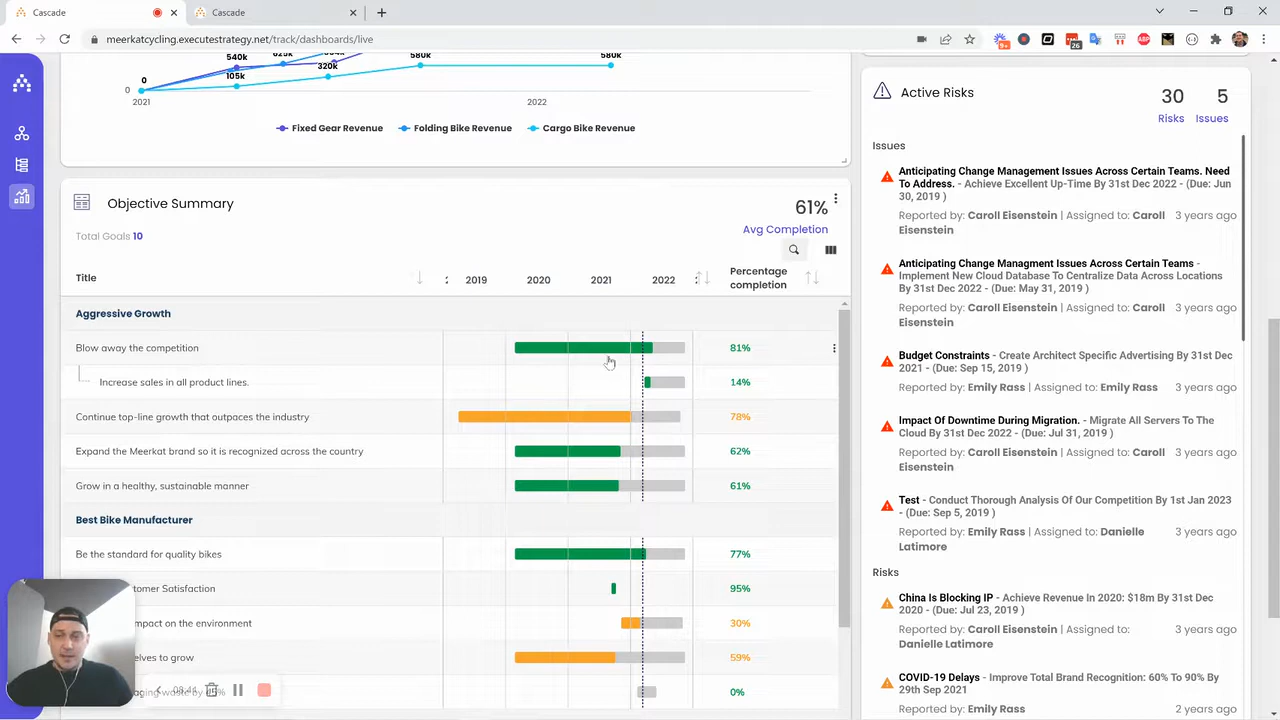 Cascade
Cascade
meerkatcycling.executestrategy.net/track/dashboards/live
9+
26
ABP
540k
625k
580k
580k
0
105k
320k
0
2021
2022
Fixed Gear Revenue
Folding Bike Revenue
Cargo Bike Revenue
Objective Summary
61%
Total Goals 10
Avg Completion
Title
2019
2020
2021
2022
Percentage
completion
Aggressive Growth
Blow away the competition
81%
Increase sales in all product lines.
14%
Continue top-line growth that outpaces the industry
78%
Expand the Meerkat brand so it is recognized across the country
62%
Grow in a healthy, sustainable manner
61%
Best Bike Manufacturer
Be the standard for quality bikes
77%
tomer Satisfaction
95%
mpact on the environment
30%
elves to grow
59%
0%
Active Risks
30
5
Risks
Issues
Issues
Anticipating Change Management Issues Across Certain Teams. Need
To Address. - Achieve Excellent Up-Time By 31st Dec 2022 - (Due: Jun
30, 2019 )
Reported by: Caroll Eisenstein | Assigned to: Caroll
Eisenstein
3 years ago
Anticipating Change Managment Issues Across Certain Teams -
Implement New Cloud Database To Centralize Data Across Locations
By 31st Dec 2022 - (Due: May 31, 2019 )
Reported by: Caroll Eisenstein | Assigned to: Caroll
Eisenstein
3 years ago
Budget Constraints - Create Architect Specific Advertising By 31st Dec
2021 - (Due: Sep 15, 2019 )
Reported by: Emily Rass | Assigned to: Emily Rass
3 years ago
Impact Of Downtime During Migration. - Migrate All Servers To The
Cloud By 31st Dec 2022 - (Due: Jul 31, 2019 )
Reported by: Caroll Eisenstein | Assigned to: Caroll
Eisenstein
3 years ago
Test - Conduct Thorough Analysis Of Our Competition By 1st Jan 2023
- (Due: Sep 5, 2019 )
Reported by: Emily Rass | Assigned to: Danielle
Latimore
3 years ago
Risks
China Is Blocking IP - Achieve Revenue In 2020: $18m By 31st Dec
2020 - (Due: Jul 23, 2019 )
Reported by: Caroll Eisenstein | Assigned to:
Danielle Latimore
3 years ago
COVID-19 Delays - Improve Total Brand Recognition: 60% To 90% By
29th Sep 2021
Reported by: Emily Rass
2 years ago